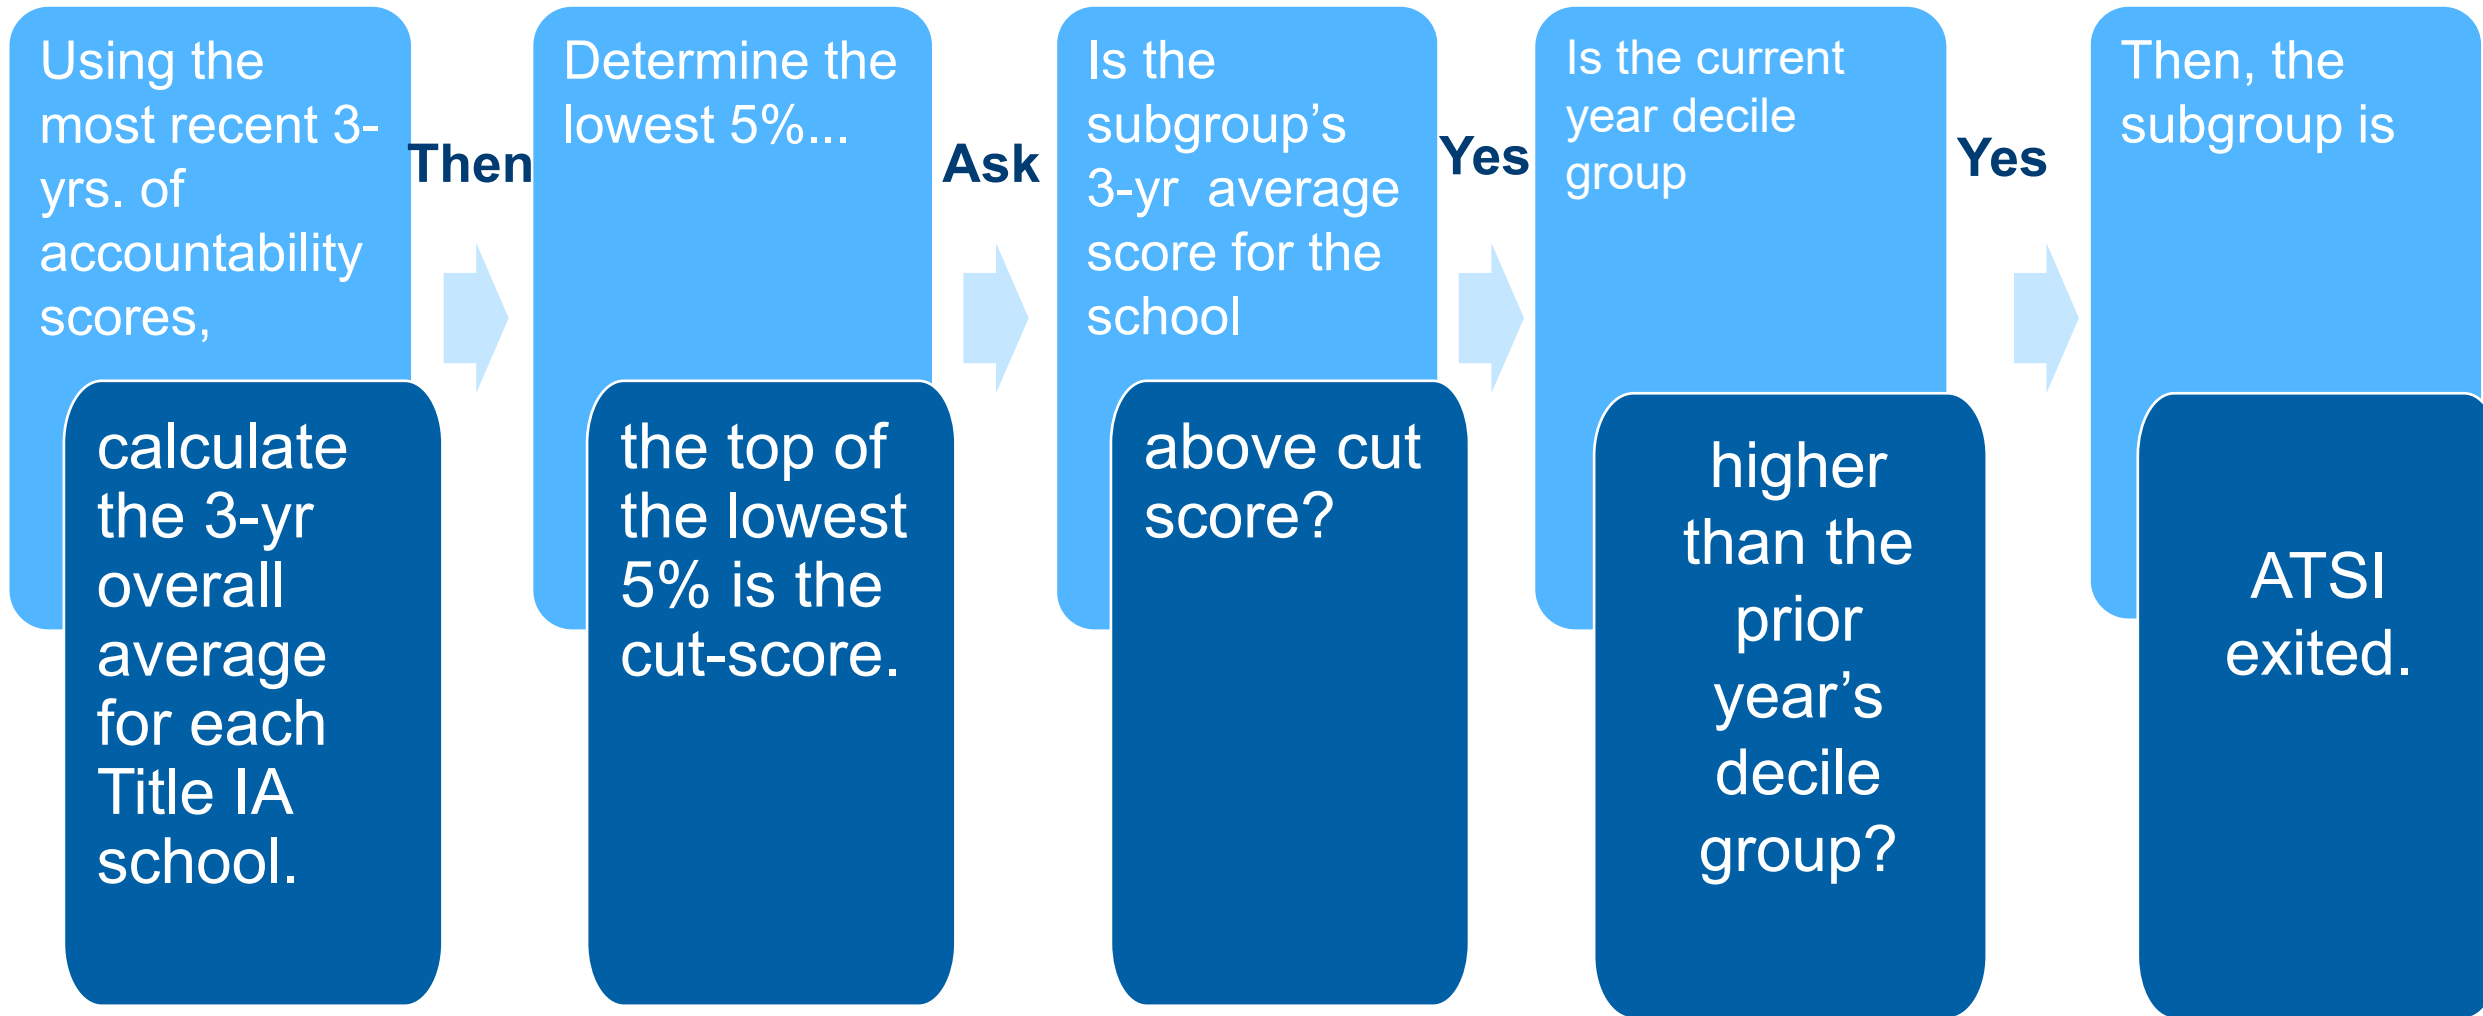 Using the
most recent 3-
yrs. of
accountability
scores,
calculate
the 3-yr
overall
average
for each
Title IA
school.
Then
Determine the
lowest 5%...
the top of
the lowest
5% is the
cut-score.
Ask
Is the
subgroup’s
3-yr  average
score for the
school
above cut
score?
Yes
Is the current
year decile
group
higher
than the
prior
year’s
decile
group?
Yes
Then, the
subgroup is
ATSI
exited.